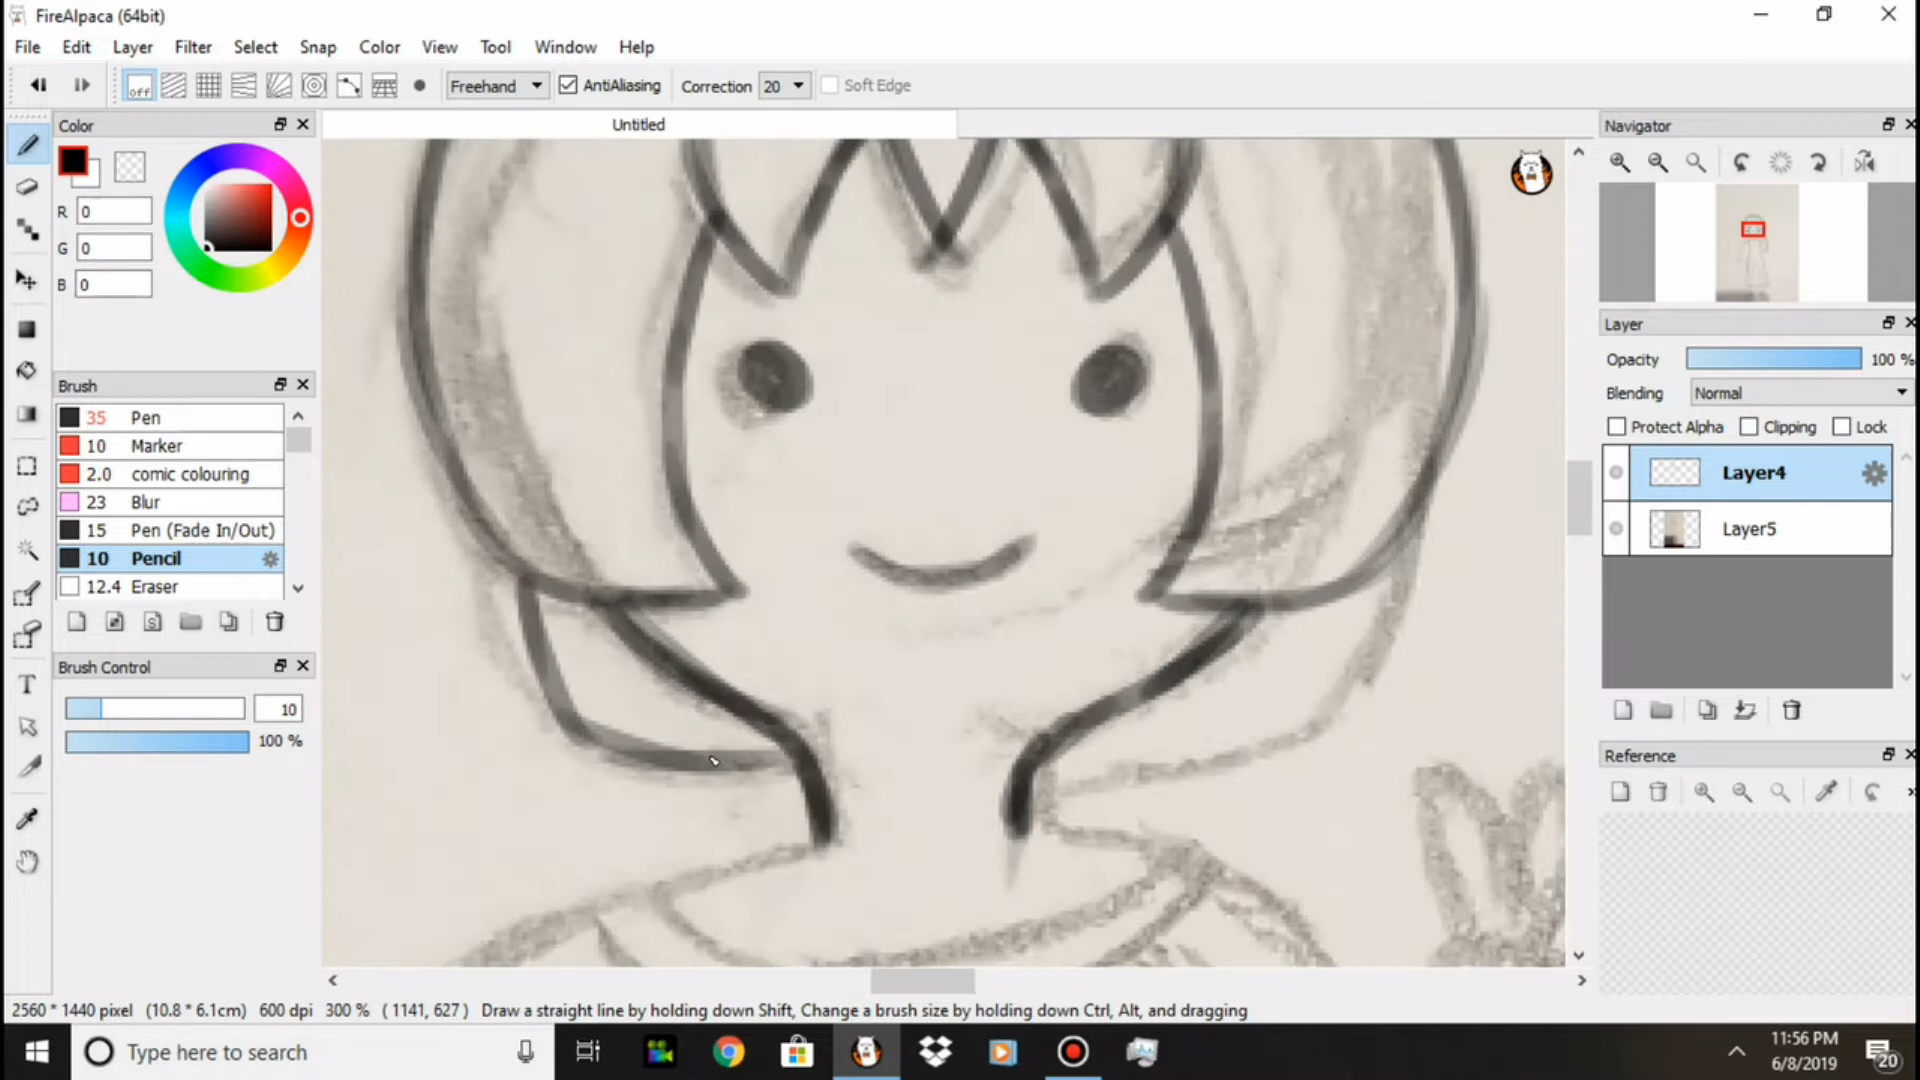 FireAlpaca (64bit)
File Edit Layer Filter Select Snap Color View Tool Window Help
off Freehand AntiAliasing Correction 20 Soft Edge
Color
R 0
G 0
B 0
Brush
35 Pen
10 Marker
2.0 comic colouring
23 Blur
15 Pen (Fade In/Out)
10 Pencil
12.4 Eraser
S
Brush Control
10
100 %
T
Untitled
Navigator
Layer
Opacity 100 %
Blending Normal
Protect Alpha Clipping Lock
Layer4
Layer5
Reference
2560 * 1440 pixel (10.8 * 6.1cm) 600 dpi 300 % ( 1141, 627 ) Draw a straight line by holding down Shift, Change a brush size by holding down Ctrl, Alt, and dragging
Type here to search
11:56 PM
6/8/2019
20